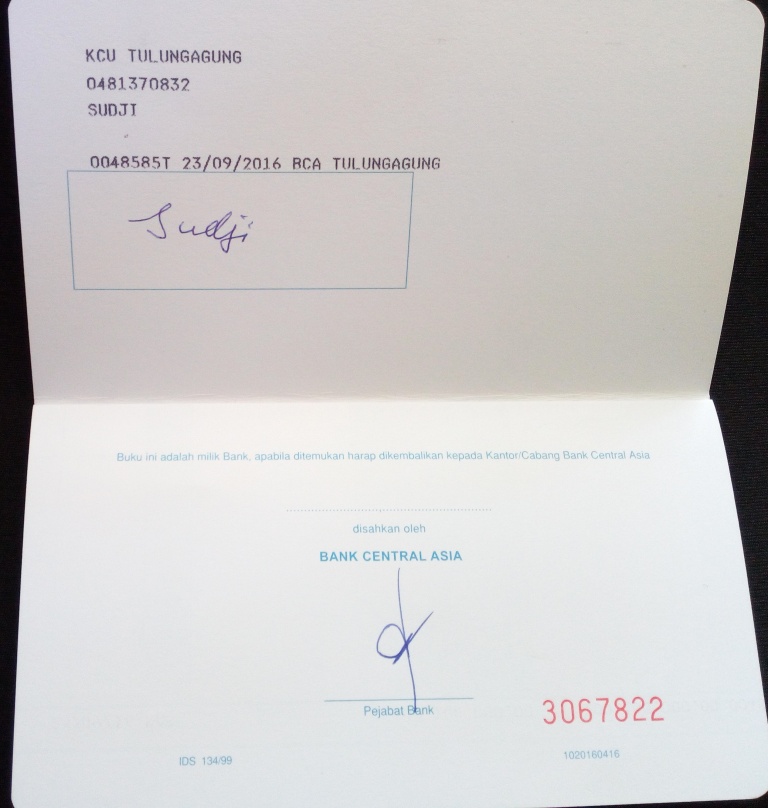 KCU TULUNGAGUNG
0481370832
SUDJI
0048585T 23/09/2016 BCA TULUNGAGUNG
Sudji
Buku ini adalah milik Bank, apabila ditemukan harap dikembalikan kepada Kantor/Cabang Bank Central Asia
disahkan oleh
BANK CENTRAL ASIA
Pejabat Bank
3067822
IDS 134/99
1020160416